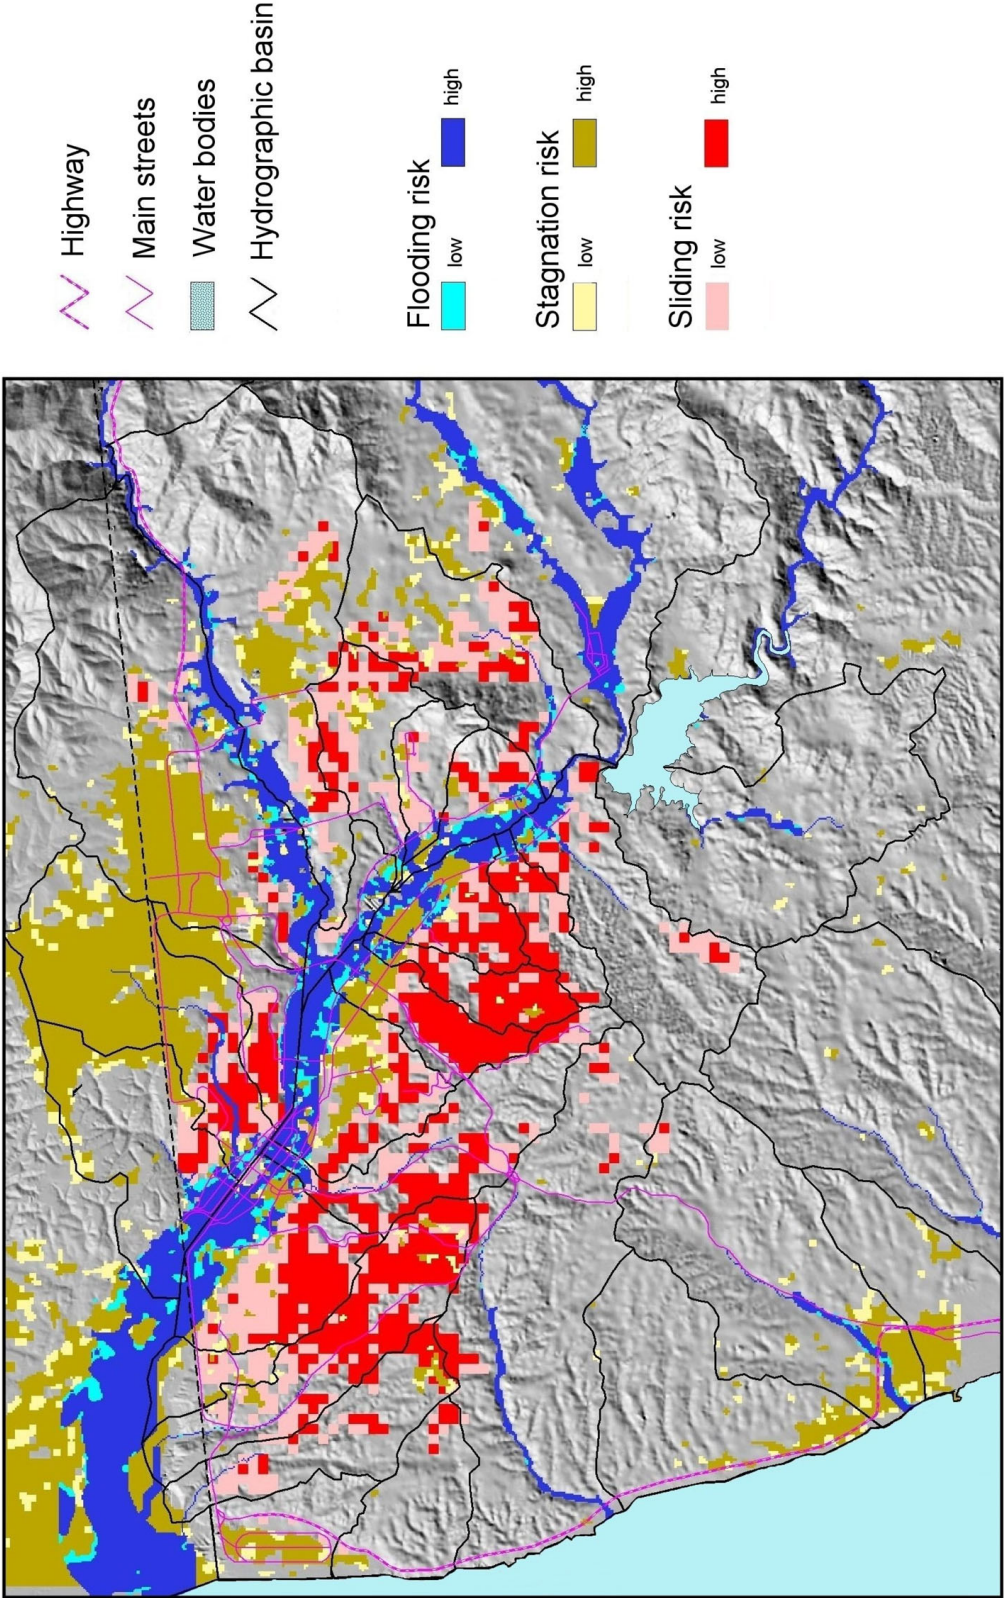 Highway
Main streets
Water bodies
Hydrographic basin
Flooding risk
low high
Stagnation risk
low high
Sliding risk
low high